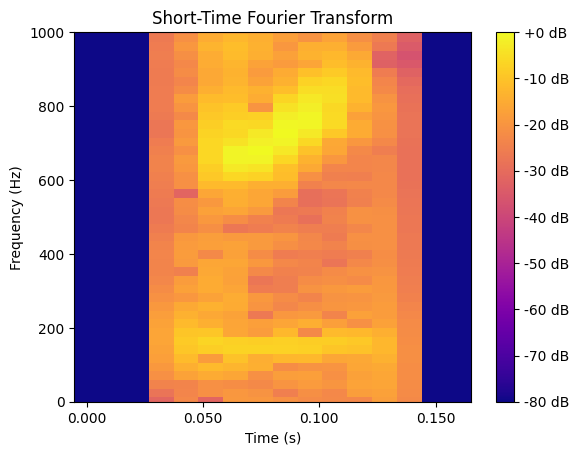 Short-Time Fourier Transform
1000
800
600
400
200
0
Frequency (Hz)
0.000
0.050
0.100
0.150
Time (s)
+0 dB
-10 dB
-20 dB
-30 dB
-40 dB
-50 dB
-60 dB
-70 dB
-80 dB